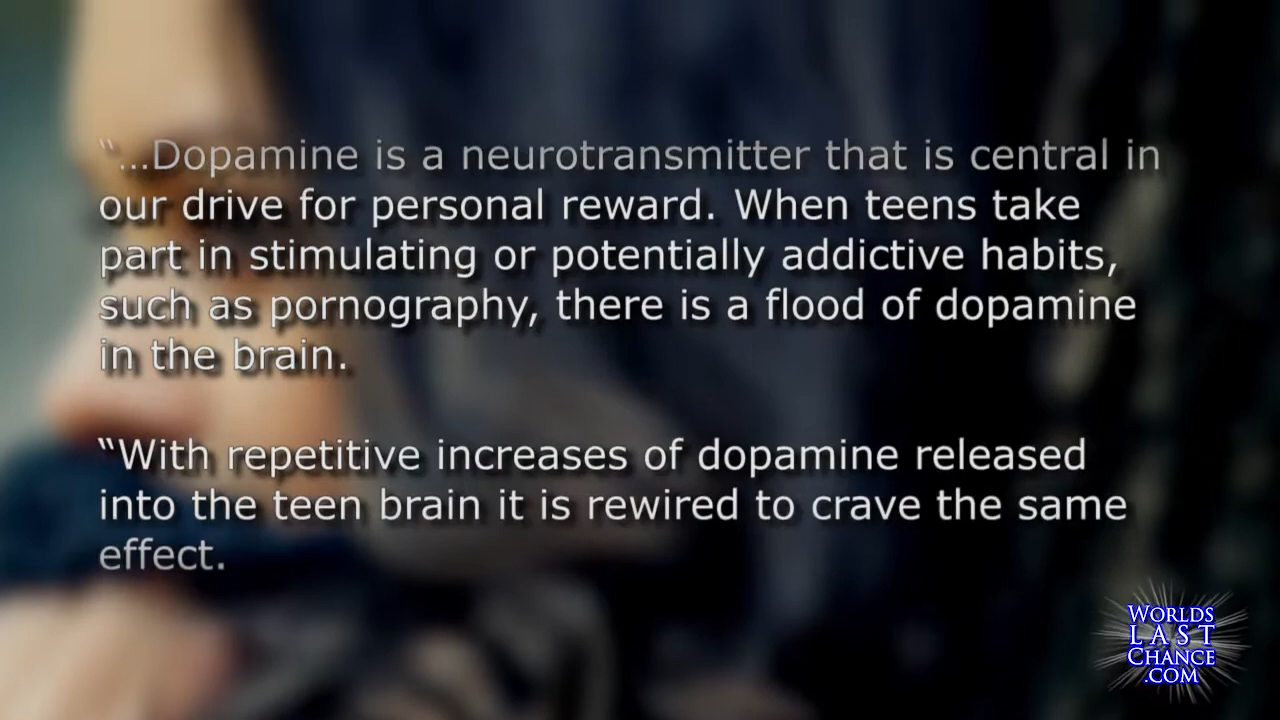 “...Dopamine is a neurotransmitter that is central in
our drive for personal reward. When teens take
part in stimulating or potentially addictive habits,
such as pornography, there is a flood of dopamine
in the brain.
“With repetitive increases of dopamine released
into the teen brain it is rewired to crave the same
effect.
WORLDS
LAST
CHANCE
.COM